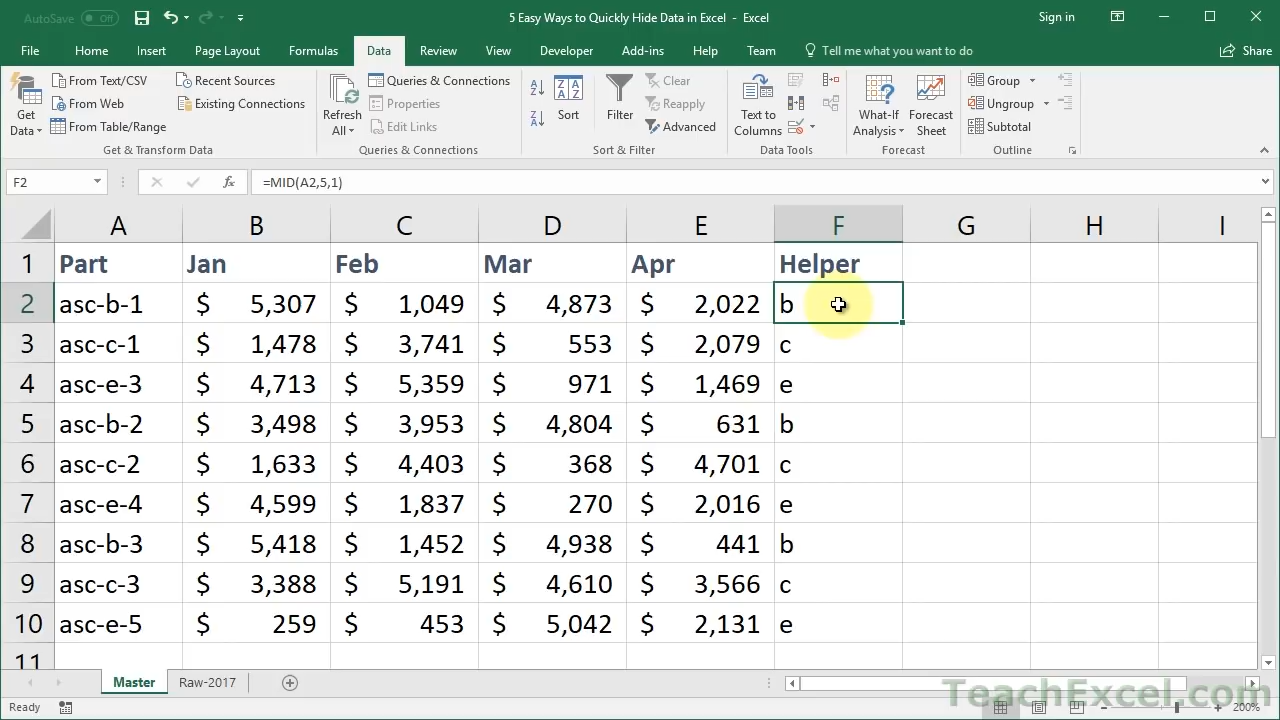 AutoSave Off 5 Easy Ways to Quickly Hide Data in Excel - Excel Sign in
File Home Insert Page Layout Formulas Data Review View Developer Add-ins Help Team Tell me what you want to do Share
Get Data From Text/CSV Recent Sources Refresh All Queries & Connections Sort Filter Clear Text to Columns What-If Analysis Forecast Sheet Group
From Web Existing Connections Properties Reapply Ungroup
From Table/Range Edit Links Advanced Subtotal
Get & Transform Data Queries & Connections Sort & Filter Data Tools Forecast Outline
F2 fx =MID(A2,5,1)
A B C D E F G H I
1 Part Jan Feb Mar Apr Helper
2 asc-b-1 $ 5,307 $ 1,049 $ 4,873 $ 2,022 b
3 asc-c-1 $ 1,478 $ 3,741 $ 553 $ 2,079 c
4 asc-e-3 $ 4,713 $ 5,359 $ 971 $ 1,469 e
5 asc-b-2 $ 3,498 $ 3,953 $ 4,804 $ 631 b
6 asc-c-2 $ 1,633 $ 4,403 $ 368 $ 4,701 c
7 asc-e-4 $ 4,599 $ 1,837 $ 270 $ 2,016 e
8 asc-b-3 $ 5,418 $ 1,452 $ 4,938 $ 441 b
9 asc-c-3 $ 3,388 $ 5,191 $ 4,610 $ 3,566 c
10 asc-e-5 $ 259 $ 453 $ 5,042 $ 2,131 e
11
Master Raw-2017
TeachExcel.com
Ready 200%